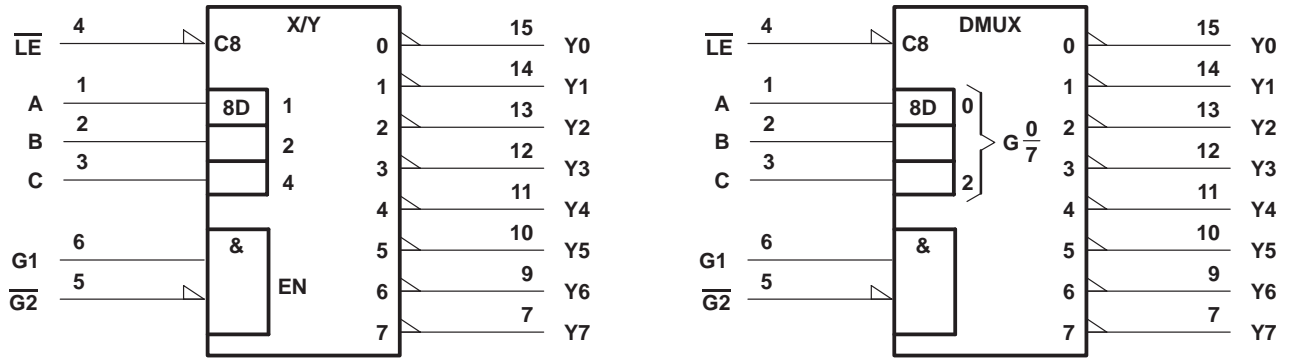 X/Y
LE 4 C8 0 15 Y0
1 14 Y1
A 1 8D 1
2 13 Y2
B 2 2
3 12 Y3
C 3 4
4 11 Y4
G1 6 & 5 10 Y5
G2 5 EN 6 9 Y6
7 7 Y7
DMUX
LE 4 C8 0 15 Y0
1 14 Y1
A 1 8D 0
2 13 Y2
B 2 G 0/7
3 12 Y3
C 3 2
4 11 Y4
G1 6 & 5 10 Y5
G2 5 6 9 Y6
7 7 Y7